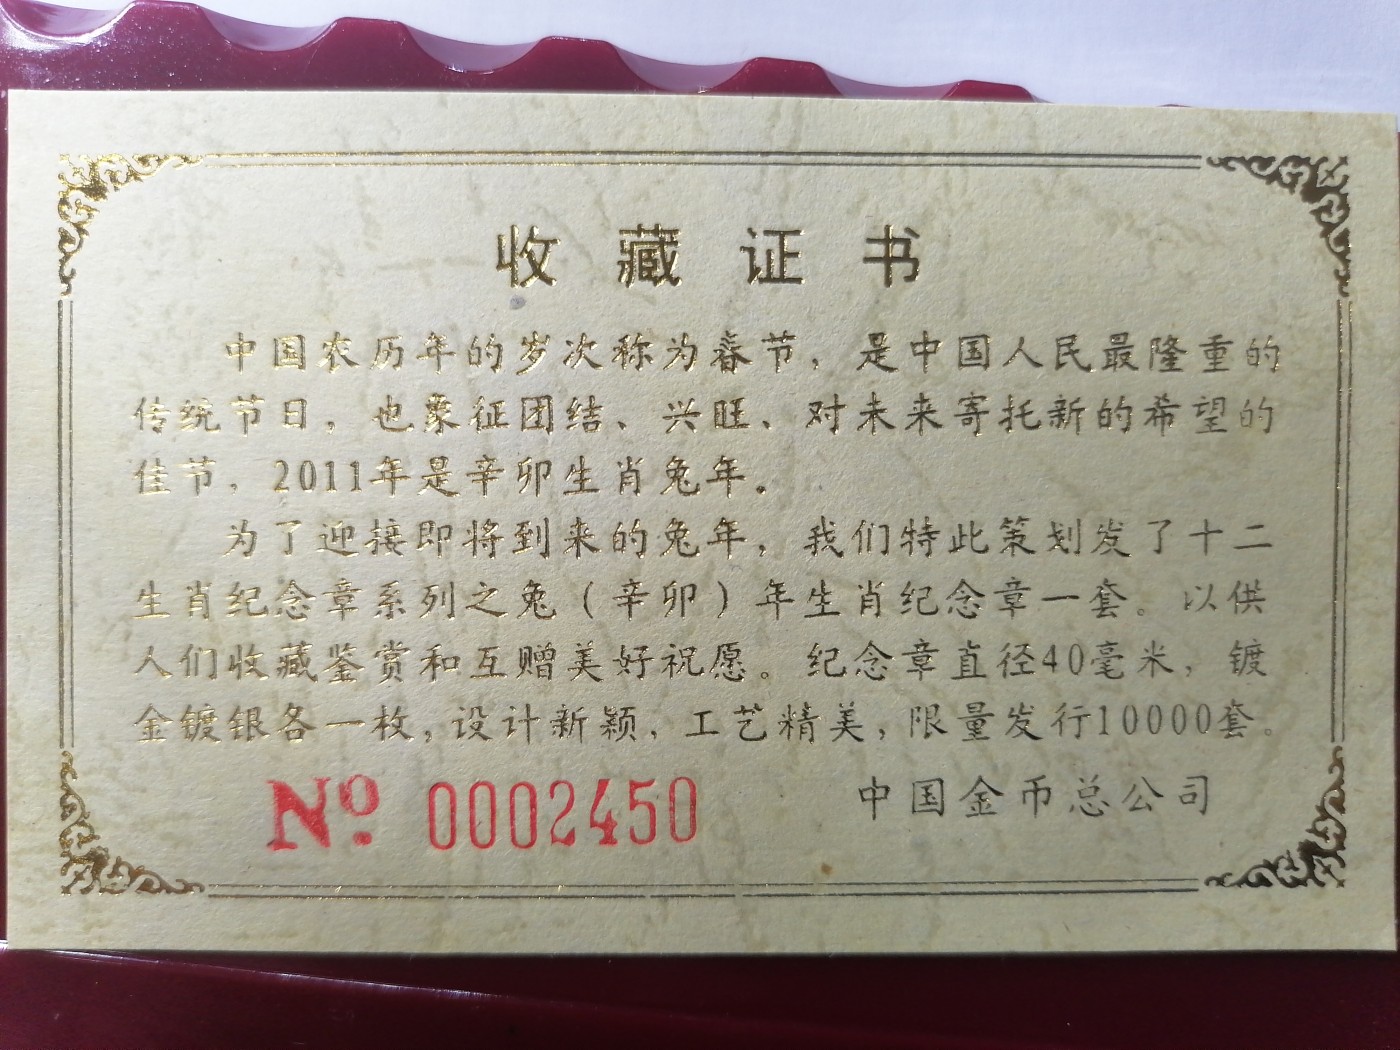 收藏证书
中国农历年的岁次称为春节，是中国人民最隆重的
传统节日，也象征团结、兴旺、对未来寄托新的希望的
佳节，2011年是辛卯生肖兔年。
为了迎接即将到来的兔年，我们特此策划发了十二
生肖纪念章系列之兔（辛卯）年生肖纪念章一套。以供
人们收藏鉴赏和互赠美好祝愿。纪念章直径40毫米，镀
金镀银各一枚，设计新颖，工艺精美，限量发行10000套。
№ 0002450 中国金币总公司